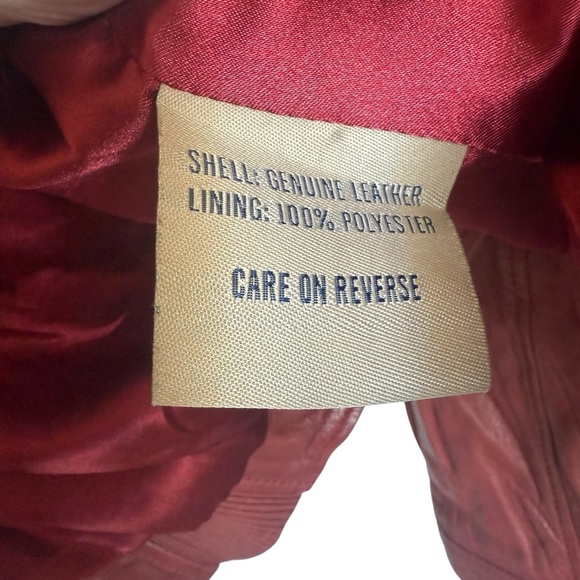 SHELL: GENUINE LEATHER
LINING: 100% POLYESTER
CARE ON REVERSE